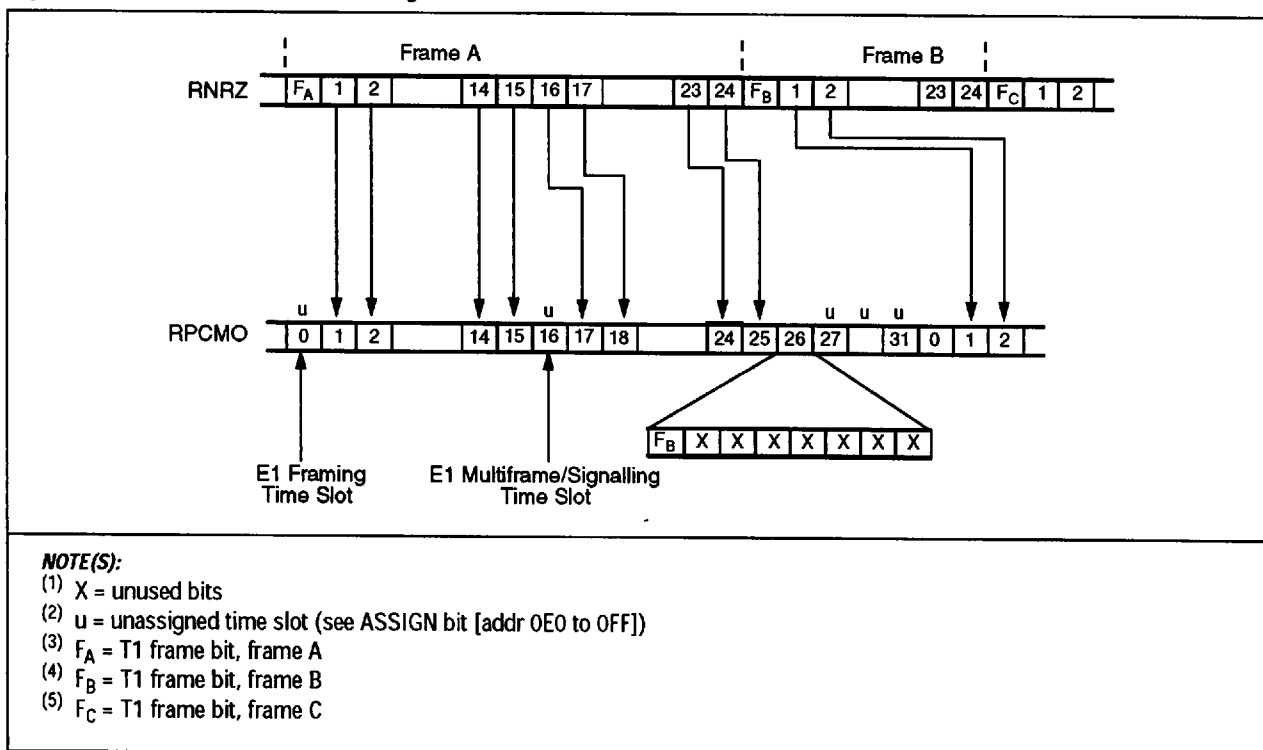 Frame A Frame B
RNRZ FA 1 2 14 15 16 17 23 24 FB 1 2 23 24 FC 1 2
u u u u u
RPCMO 0 1 2 14 15 16 17 18 24 25 26 27 31 0 1 2
FB X X X X X X X
E1 Framing
Time Slot
E1 Multiframe/Signalling
Time Slot
NOTE(S):
(1) X = unused bits
(2) u = unassigned time slot (see ASSIGN bit [addr 0E0 to 0FF])
(3) FA = T1 frame bit, frame A
(4) FB = T1 frame bit, frame B
(5) FC = T1 frame bit, frame C